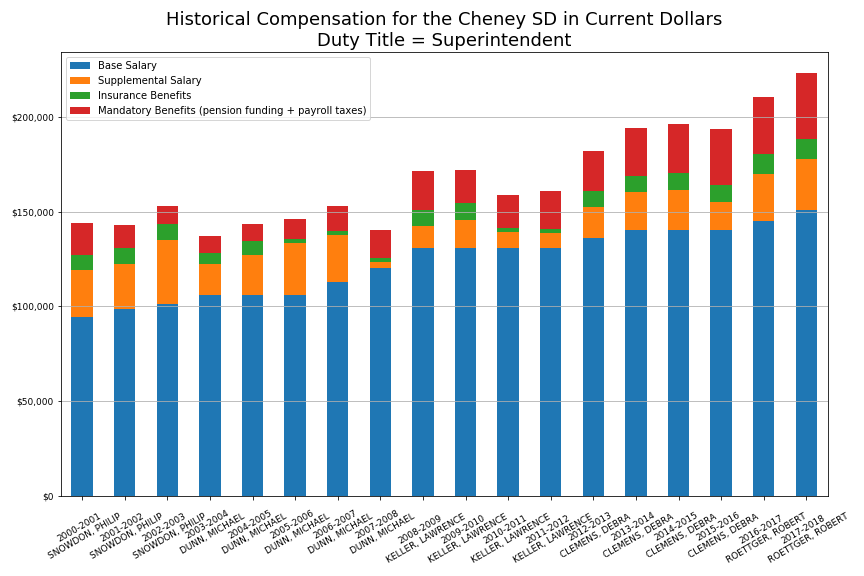 Historical Compensation for the Cheney SD in Current Dollars
Duty Title = Superintendent
Base Salary
Supplemental Salary
Insurance Benefits
Mandatory Benefits (pension funding + payroll taxes)
$200,000
$150,000
$100,000
$50,000
$0
2000-2001
SNOWDON, PHILIP
2001-2002
SNOWDON, PHILIP
2002-2003
SNOWDON, PHILIP
2003-2004
DUNN, MICHAEL
2004-2005
DUNN, MICHAEL
2005-2006
DUNN, MICHAEL
2006-2007
DUNN, MICHAEL
2007-2008
DUNN, MICHAEL
2008-2009
KELLER, LAWRENCE
2009-2010
KELLER, LAWRENCE
2010-2011
KELLER, LAWRENCE
2011-2012
KELLER, LAWRENCE
2012-2013
CLEMENS, DEBRA
2013-2014
CLEMENS, DEBRA
2014-2015
CLEMENS, DEBRA
2015-2016
CLEMENS, DEBRA
2016-2017
ROETTGER, ROBERT
2017-2018
ROETTGER, ROBERT